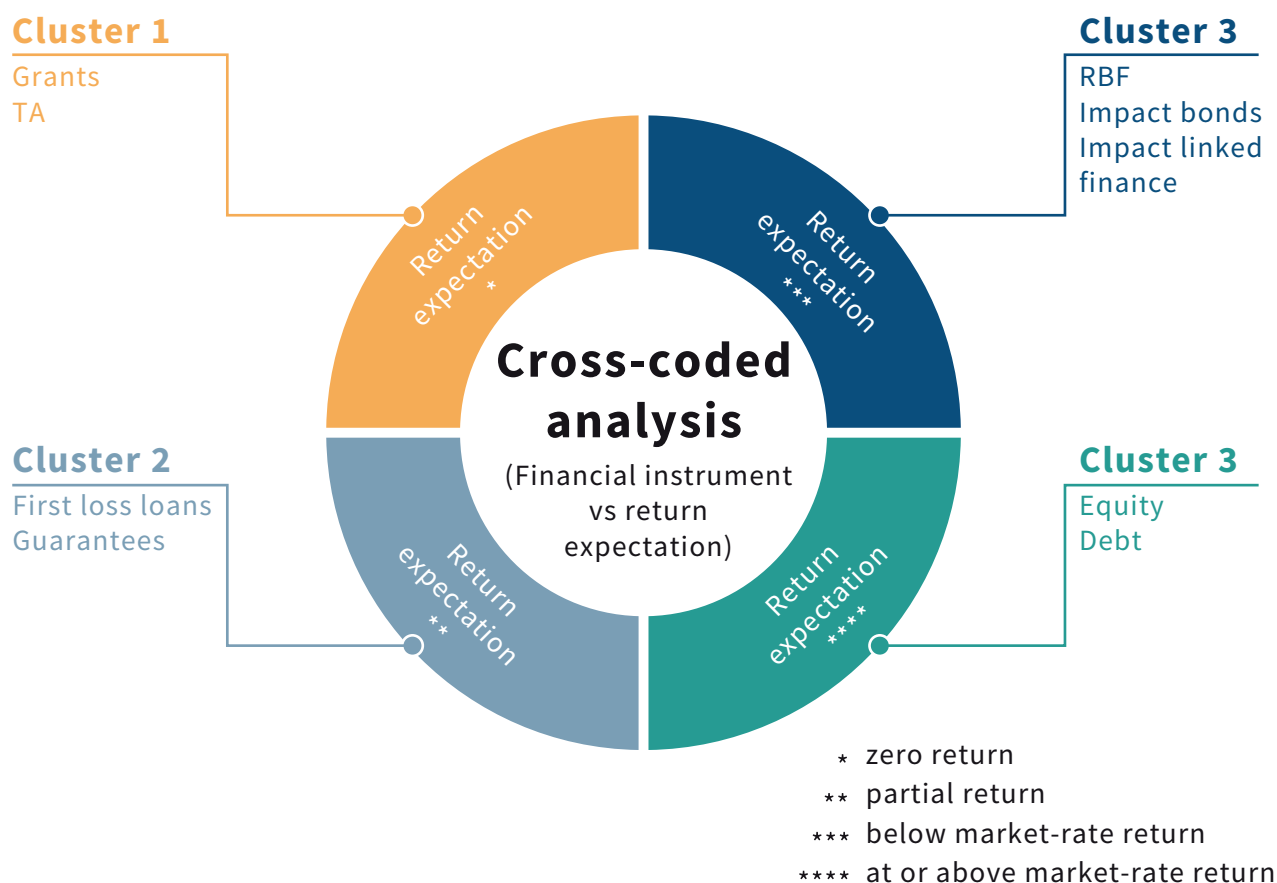 Cluster 1
Grants
TA
Cluster 3
RBF
Impact bonds
Impact linked
finance
Return
expectation
*
Return
expectation
***
Cross-coded
analysis
(Financial instrument
vs return
expectation)
Cluster 2
First loss loans
Guarantees
Cluster 3
Equity
Debt
Return
expectation
**
Return
expectation
****
* zero return
** partial return
*** below market-rate return
**** at or above market-rate return